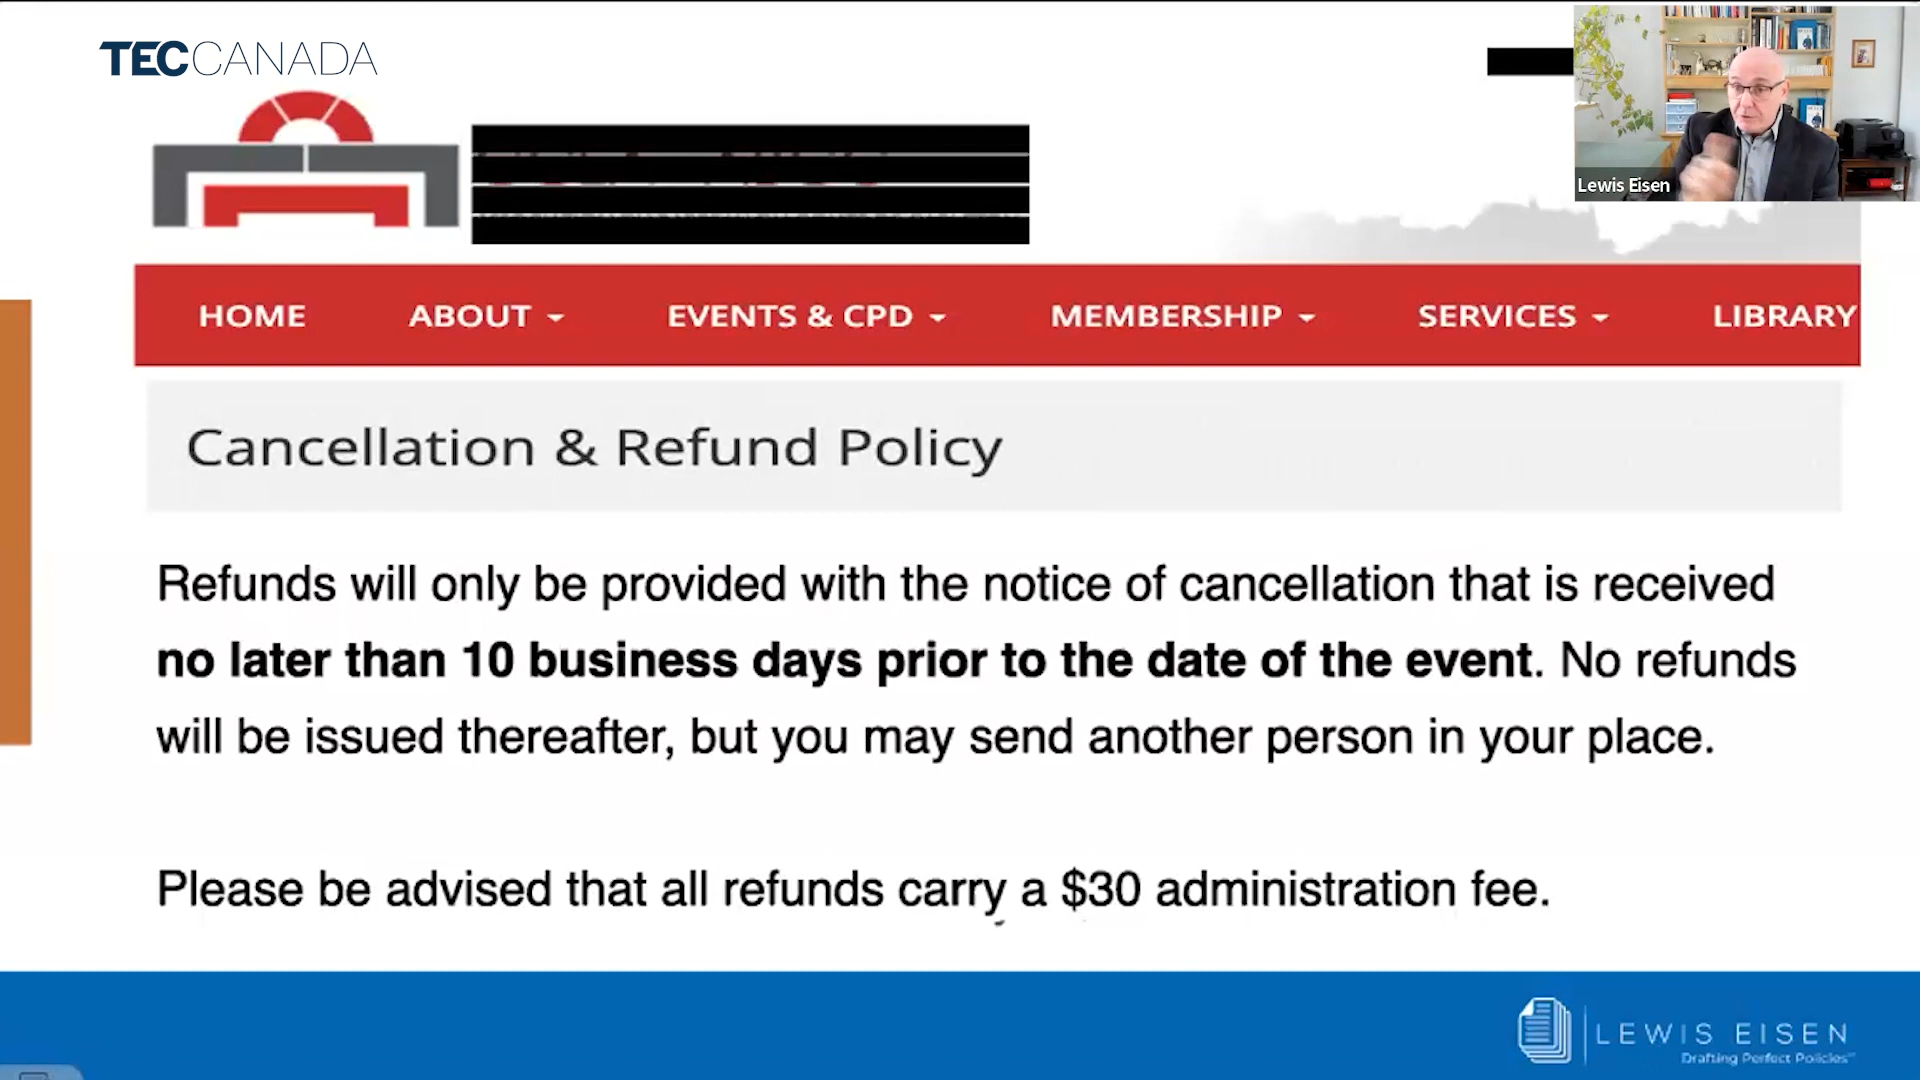 TEC CANADA
Lewis Eisen
HOME ABOUT EVENTS & CPD MEMBERSHIP SERVICES LIBRARY
Cancellation & Refund Policy
Refunds will only be provided with the notice of cancellation that is received
no later than 10 business days prior to the date of the event. No refunds
will be issued thereafter, but you may send another person in your place.
Please be advised that all refunds carry a $30 administration fee.
LEWIS EISEN
Drafting Perfect Policies